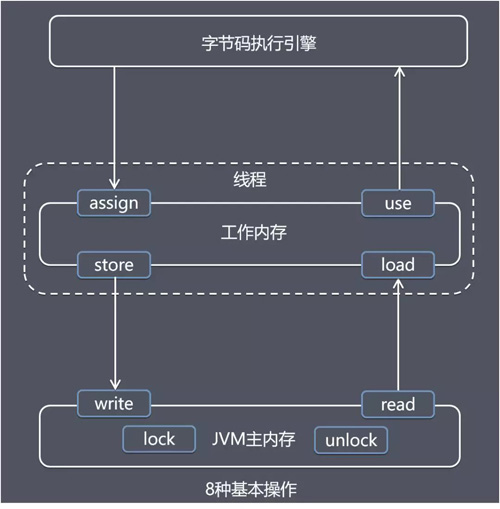 字节码执行引擎
线程
assign use
工作内存
store load
write read
lock JVM主内存 unlock
8种基本操作